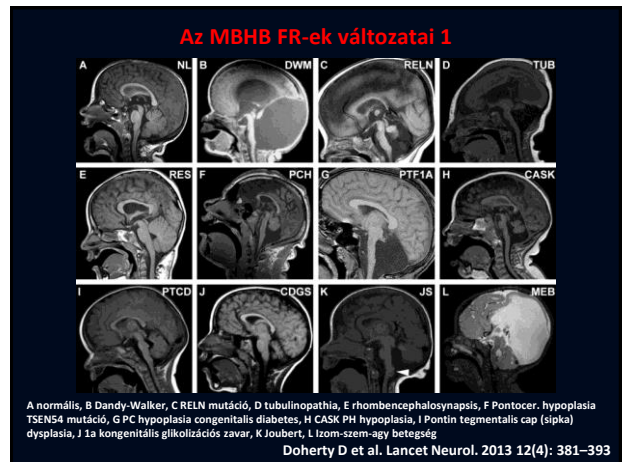 Az MBHB FR-ek változatai 1
A NL B DWM C RELN D TUB
E RES F PCH G PTF1A H CASK
I PTCD J CDGS K JS L MEB
A normális, B Dandy-Walker, C RELN mutáció, D tubulinopathia, E rhombencephalosynapsis, F Pontocer. hypoplasia
TSEN54 mutáció, G PC hypoplasia congenitalis diabetes, H CASK PH hypoplasia, I Pontin tegmentalis cap (sipka)
dysplasia, J 1a kongenitális glikolizációs zavar, K Joubert, L Izom-szem-agy betegség
Doherty D et al. Lancet Neurol. 2013 12(4): 381–393